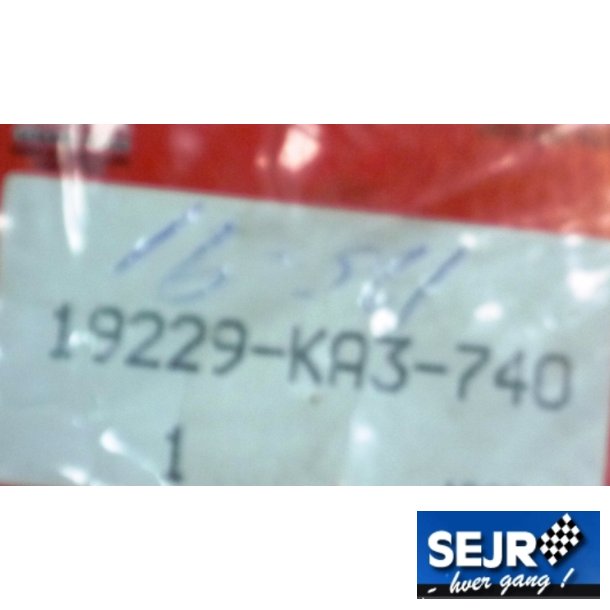 19229-KA3-740
1
SEJR
- hver gang!